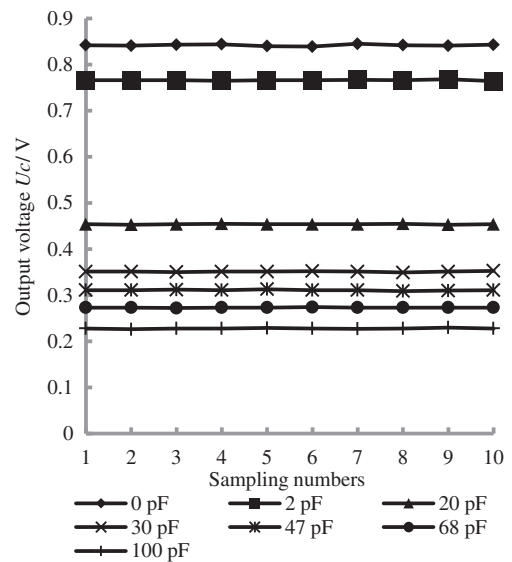 0.9
0.8
0.7
0.6
0.5
0.4
0.3
0.2
0.1
0
Output voltage Uc/ V
1 2 3 4 5 6 7 8 9 10
Sampling numbers
0 pF 2 pF 20 pF
30 pF 47 pF 68 pF
100 pF